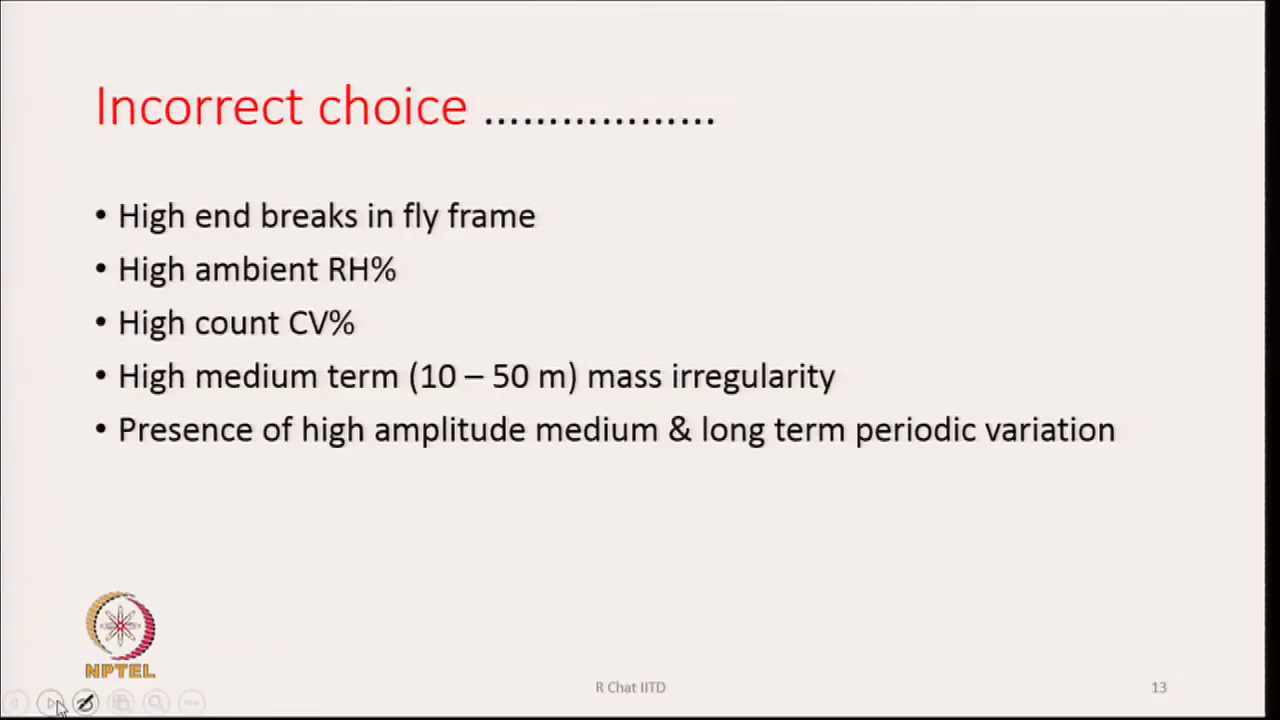 Incorrect choice ………………
• High end breaks in fly frame
• High ambient RH%
• High count CV%
• High medium term (10 – 50 m) mass irregularity
• Presence of high amplitude medium & long term periodic variation
NPTEL
R Chat IITD
13